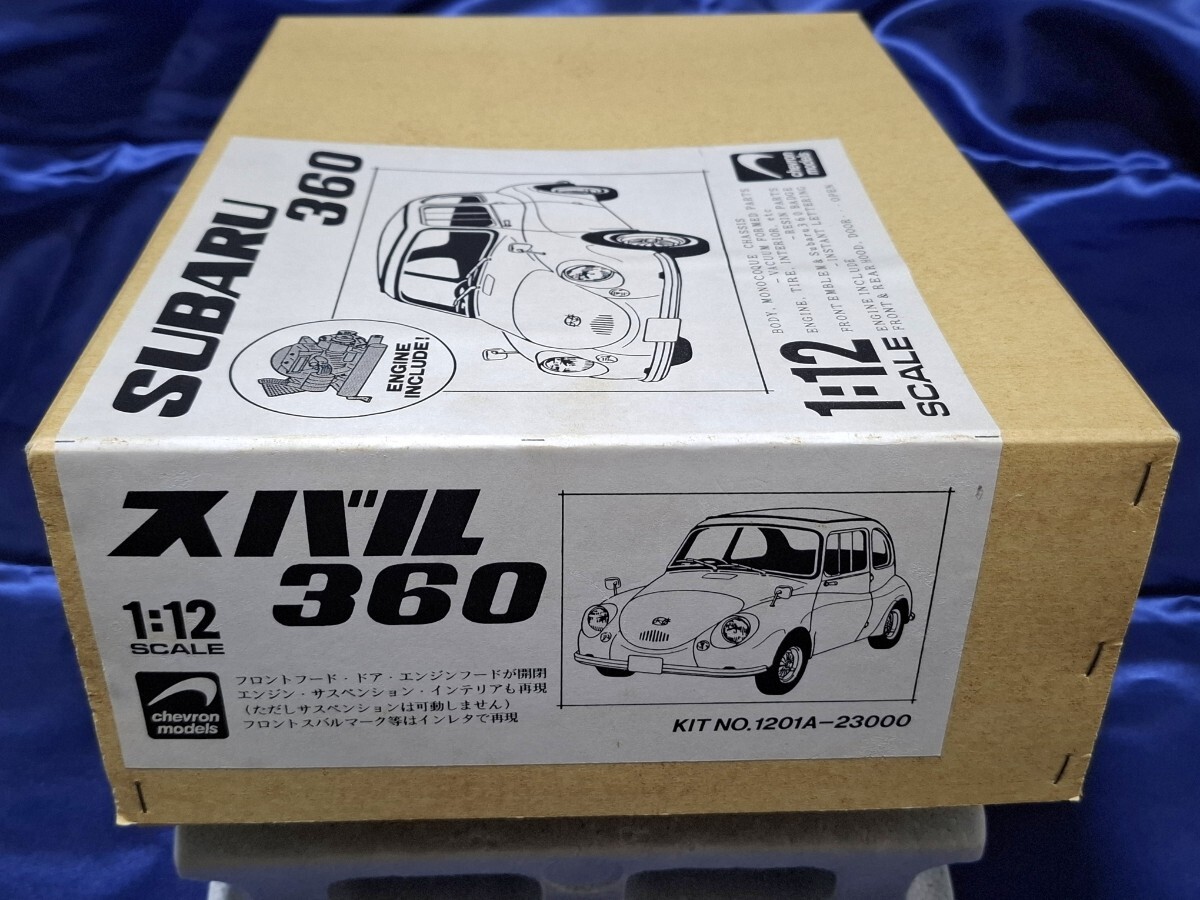 SUBARU
360
ENGINE
INCLUDE!
chevron
models
BODY, MONOCOQUE CHASSIS
-VACUUM FORMED PARTS
ENGINE, TIRE, INTERIOR, etc
-RESIN PARTS
FRONT EMBLEM & Subaru360 BADGE
-INSTANT LETTERING
ENGINE INCLUDE
FRONT & REAR HOOD, DOOR…OPEN
1:12
SCALE
スバル
360
1:12
SCALE
chevron
models
フロントフード・ドア・エンジンフードが開閉
エンジン・サスペンション・インテリアも再現
(ただしサスペンションは可動しません)
フロントスバルマーク等はインレタで再現
KIT NO.1201A-23000